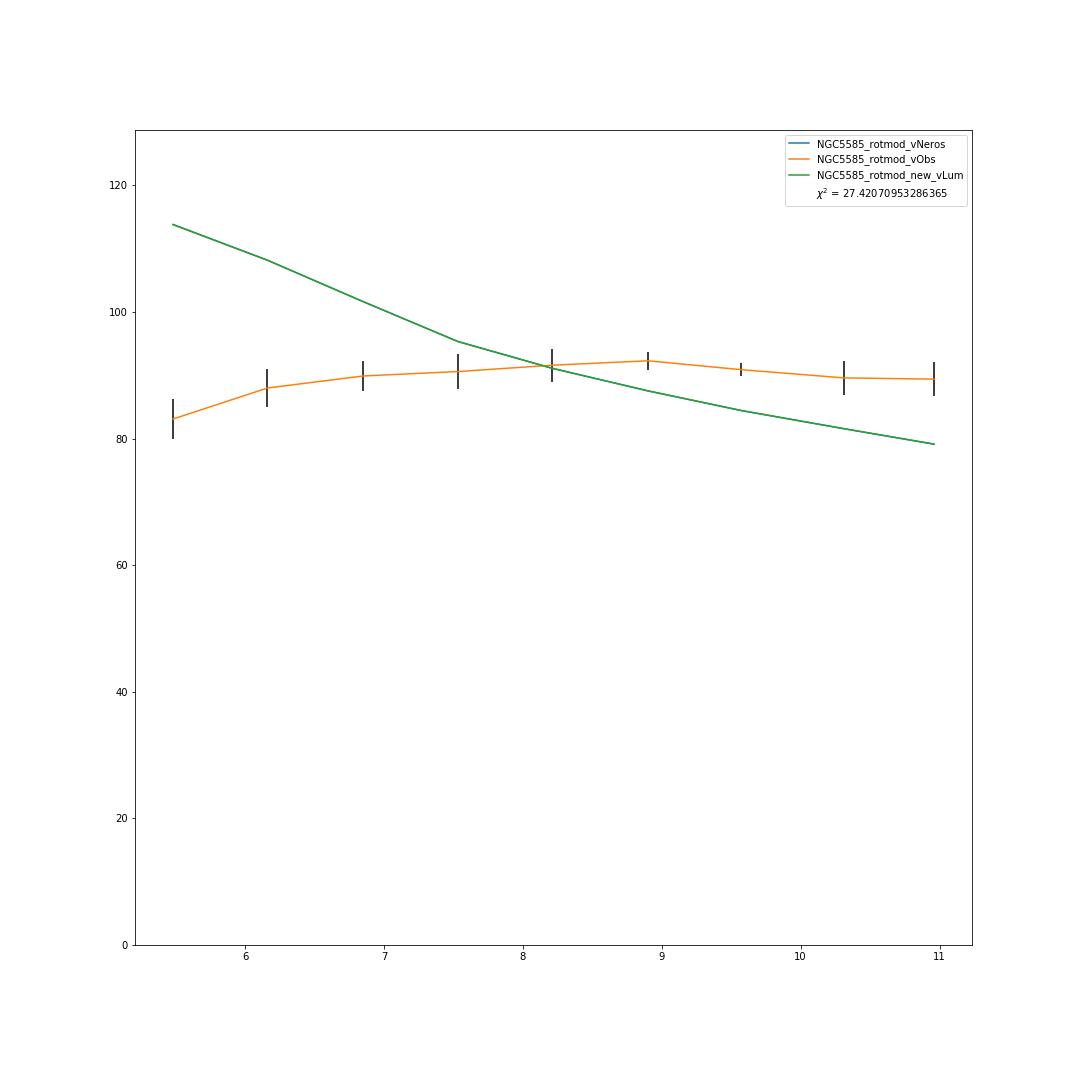 NGC5585_rotmod_vNeros
NGC5585_rotmod_vObs
NGC5585_rotmod_new_vLum
χ² = 27.42070953286365
120
100
80
60
40
20
0
6 7 8 9 10 11